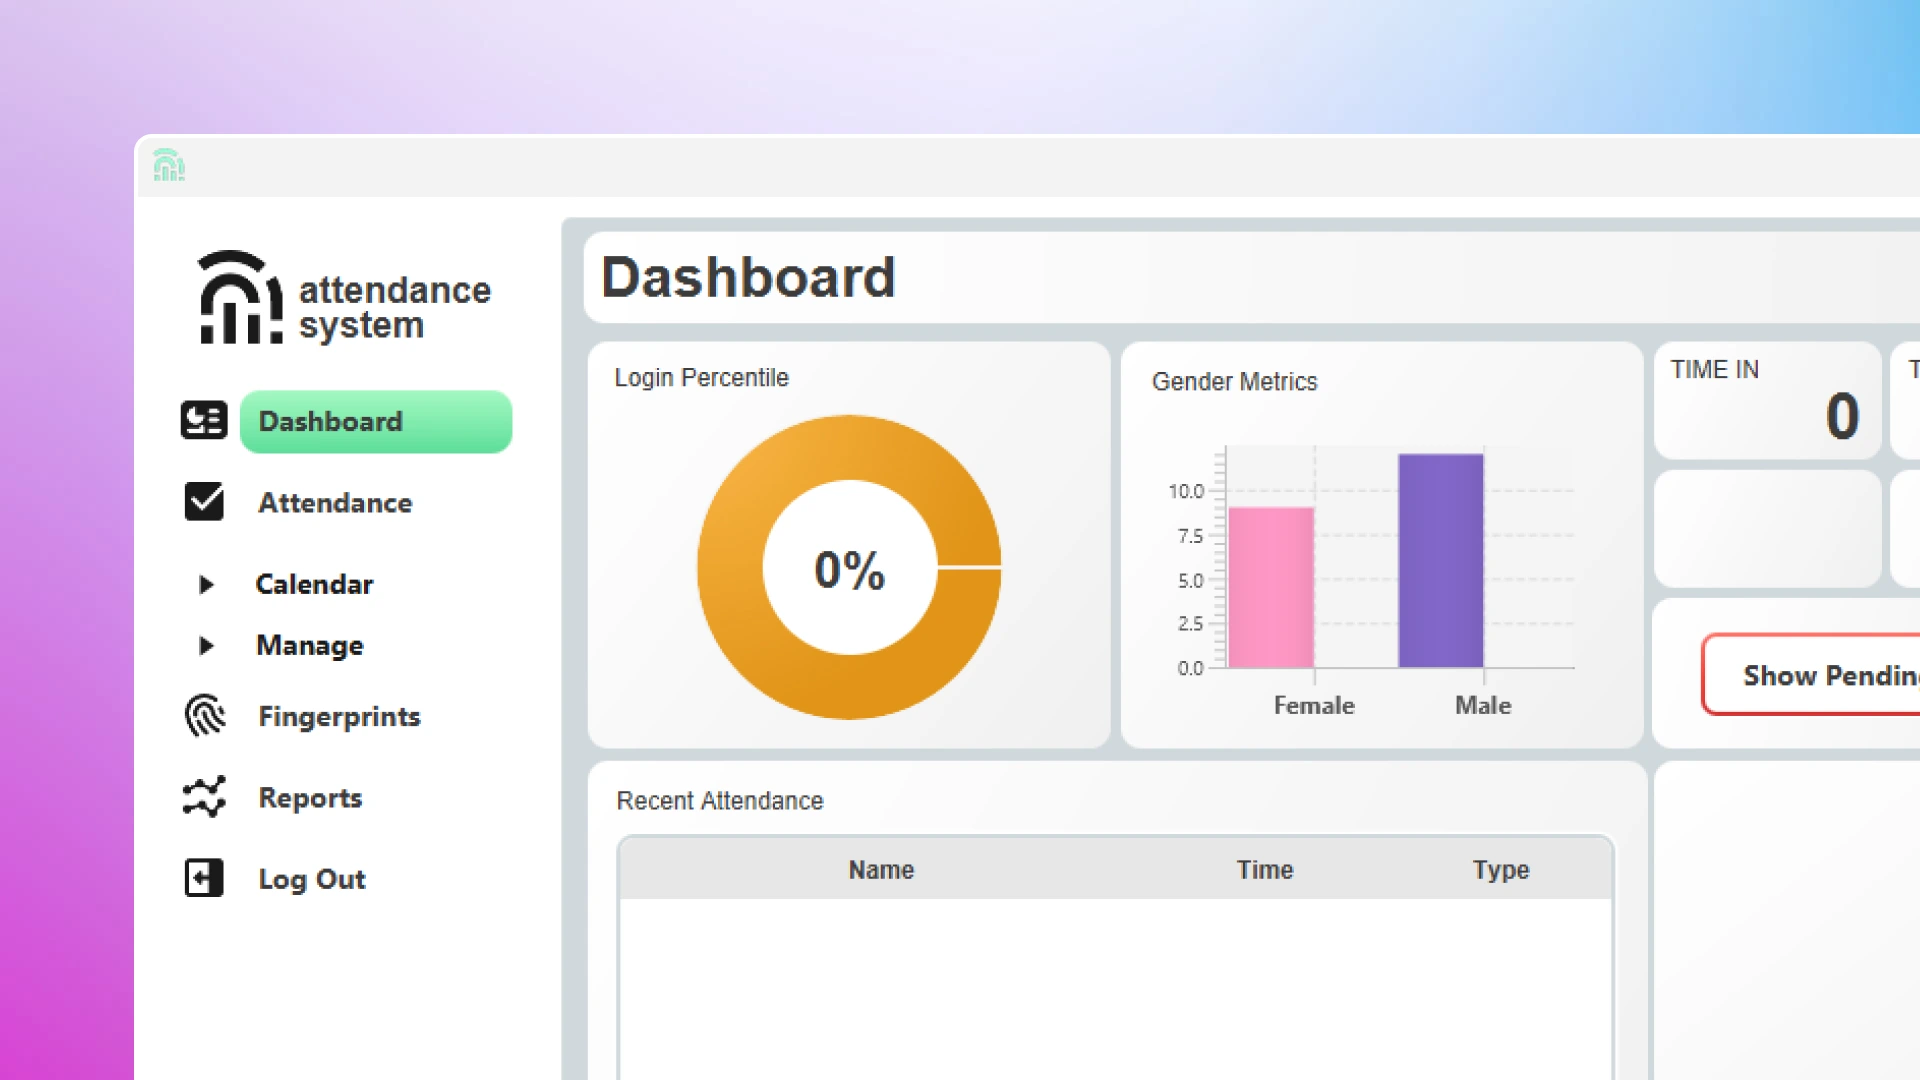 attendance
system
Dashboard
Attendance
Calendar
Manage
Fingerprints
Reports
Log Out
Dashboard
Login Percentile
0%
Gender Metrics
10.0
7.5
5.0
2.5
0.0
Female
Male
TIME IN
0
T
Show Pending
Recent Attendance
Name
Time
Type